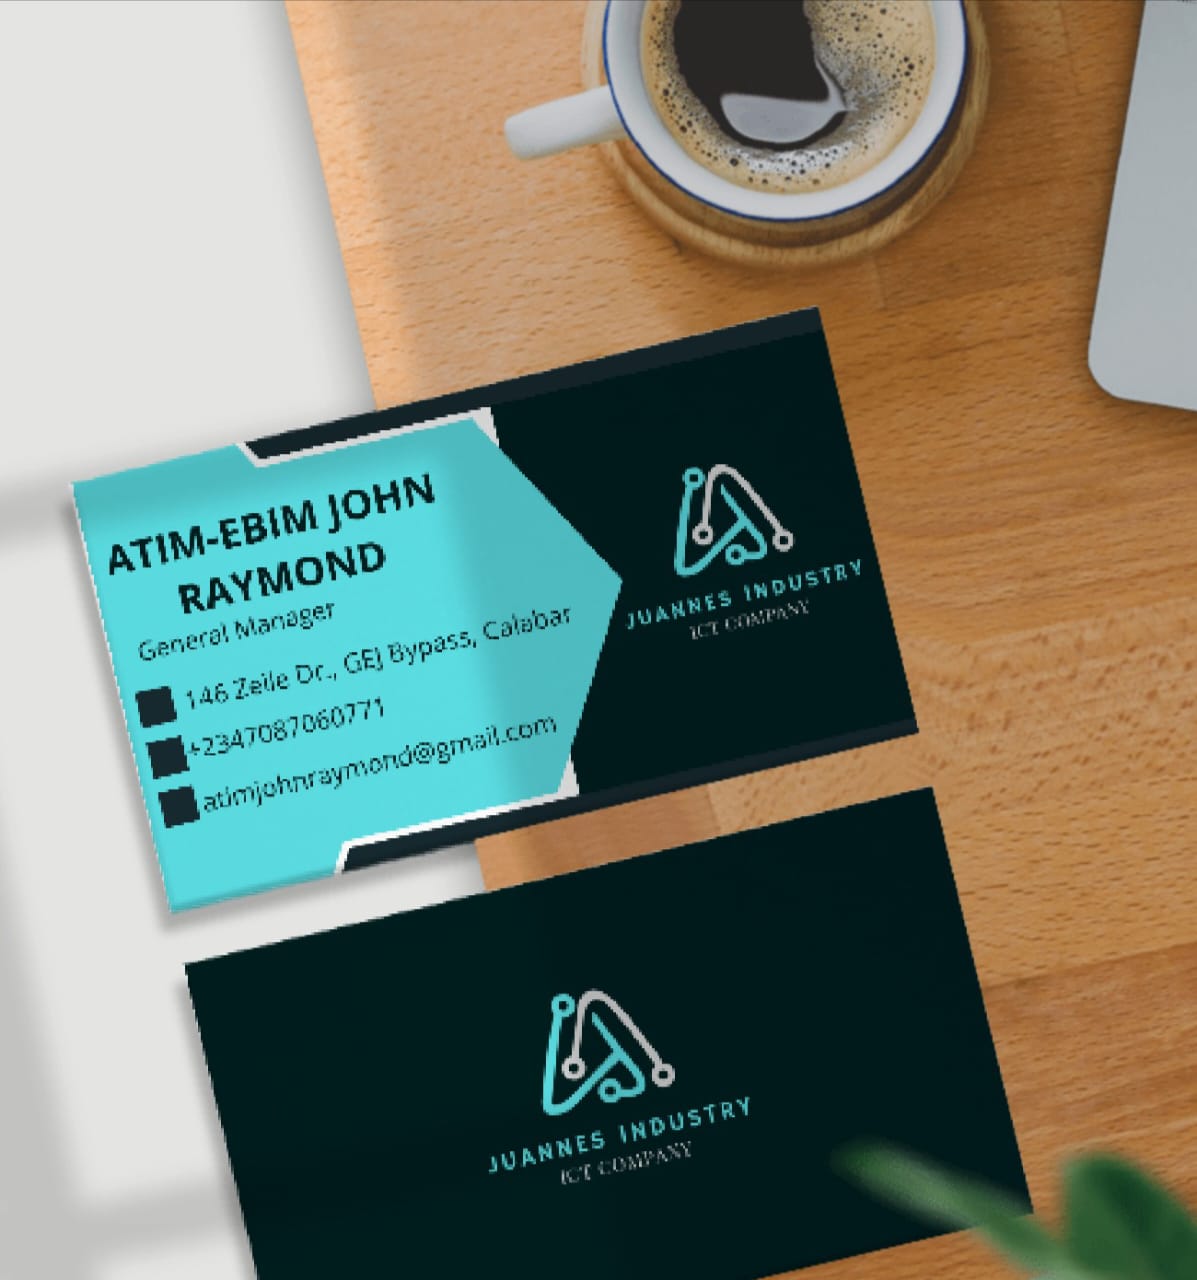 ATIM-EBIM JOHN
RAYMOND
General Manager
146 Zelle Dr., GEJ Bypass, Calabar
+2347087060771
atimjohnraymond@gmail.com
JUANNES INDUSTRY
ICT COMPANY
JUANNES INDUSTRY
ICT COMPANY